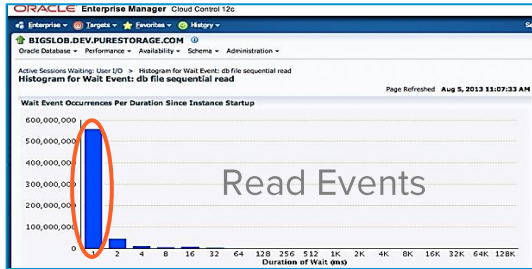 ORACLE Enterprise Manager Cloud Control 12c
Enterprise Targets Favorites History Se
BIGSLOB.DEV.PURESTORAGE.COM
Oracle Database Performance Availability Schema Administration
Active Sessions Waiting: User I/O > Histogram for Wait Event: db file sequential read
Histogram for Wait Event: db file sequential read
Page Refreshed Aug 5, 2013 11:07:33 AM
Wait Event Occurrences Per Duration Since Instance Startup
600,000,000
500,000,000
400,000,000
300,000,000
200,000,000
100,000,000
0
Read Events
1 2 4 8 16 32 64 128 256 512 1K 2K 4K 8K 16K 32K 64K 128K
Duration of Wait (ms)